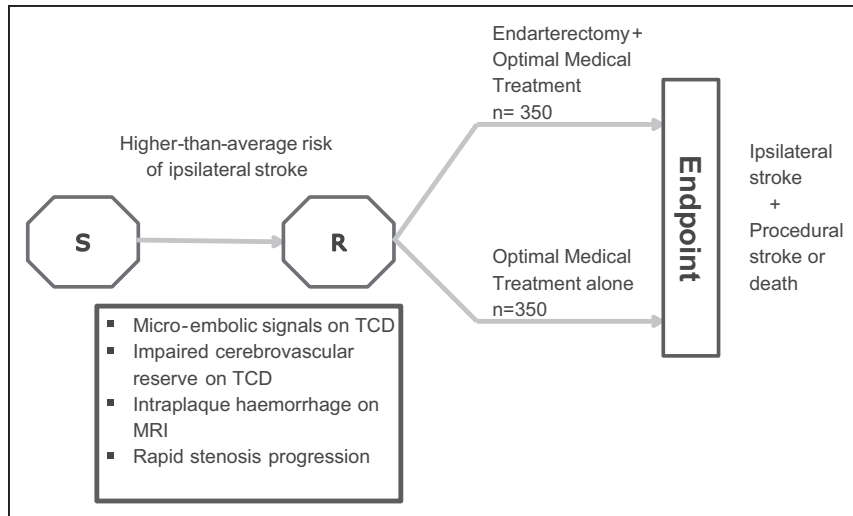 Endarterectomy+
Optimal Medical
Treatment
n= 350
Higher-than-average risk
of ipsilateral stroke
S
R
Endpoint
Ipsilateral
stroke
+
Procedural
stroke or
death
Optimal Medical
Treatment alone
n=350
▪ Micro-embolic signals on TCD
▪ Impaired cerebrovascular
reserve on TCD
▪ Intraplaque haemorrhage on
MRI
▪ Rapid stenosis progression